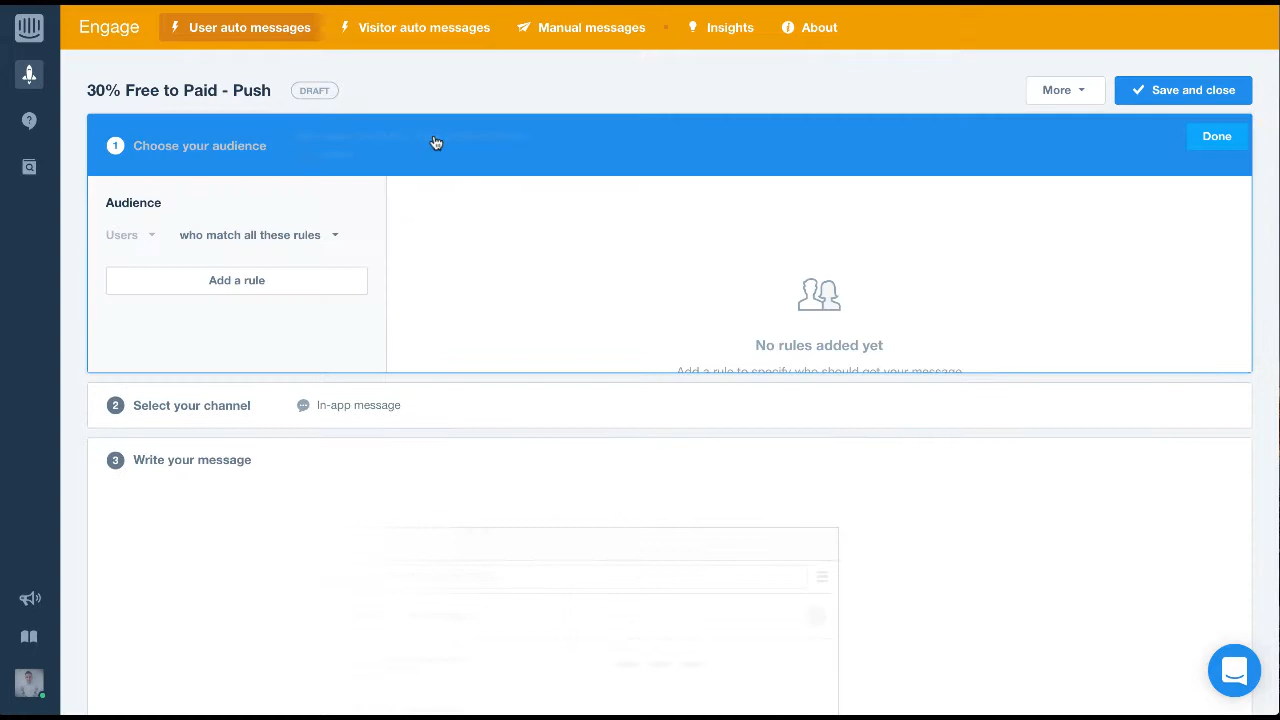 Engage
User auto messages
Visitor auto messages
Manual messages
Insights
About
30% Free to Paid - Push
DRAFT
More
Save and close
1 Choose your audience
Done
Audience
Users
who match all these rules
Add a rule
No rules added yet
Add a rule to specify who should get your message
2 Select your channel
In-app message
3 Write your message